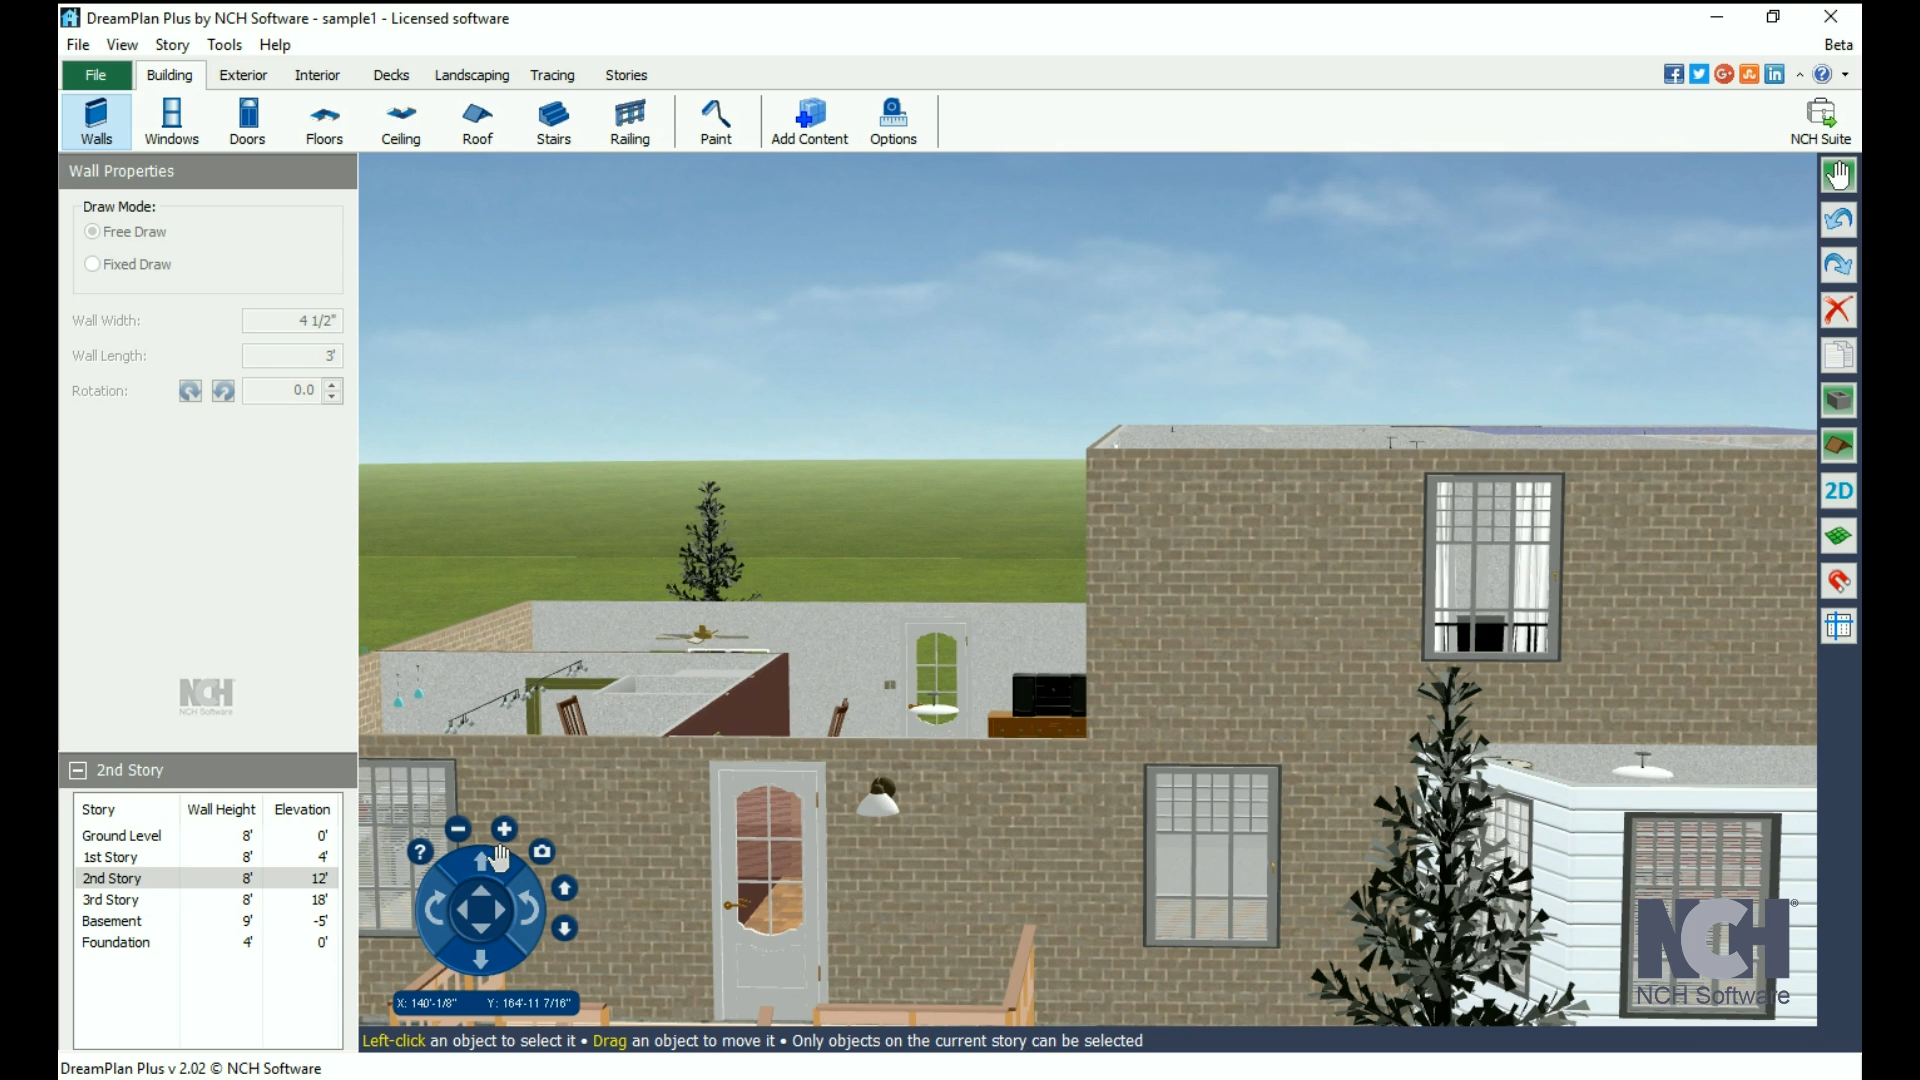 DreamPlan Plus by NCH Software - sample1 - Licensed software
File View Story Tools Help
Beta
File Building Exterior Interior Decks Landscaping Tracing Stories
Walls Windows Doors Floors Ceiling Roof Stairs Railing Paint Add Content Options NCH Suite
Wall Properties
Draw Mode:
Free Draw
Fixed Draw
Wall Width: 4 1/2"
Wall Length: 3'
Rotation: 0.0
2D
NCH
NCH Software
2nd Story
Story Wall Height Elevation
Ground Level 8' 0'
1st Story 8' 4'
2nd Story 8' 12'
3rd Story 8' 18'
Basement 9' -5'
Foundation 4' 0'
X: 140'-1/8" Y: 164'-11 7/16"
NCH®
NCH Software
Left-click an object to select it • Drag an object to move it • Only objects on the current story can be selected
DreamPlan Plus v 2.02 © NCH Software